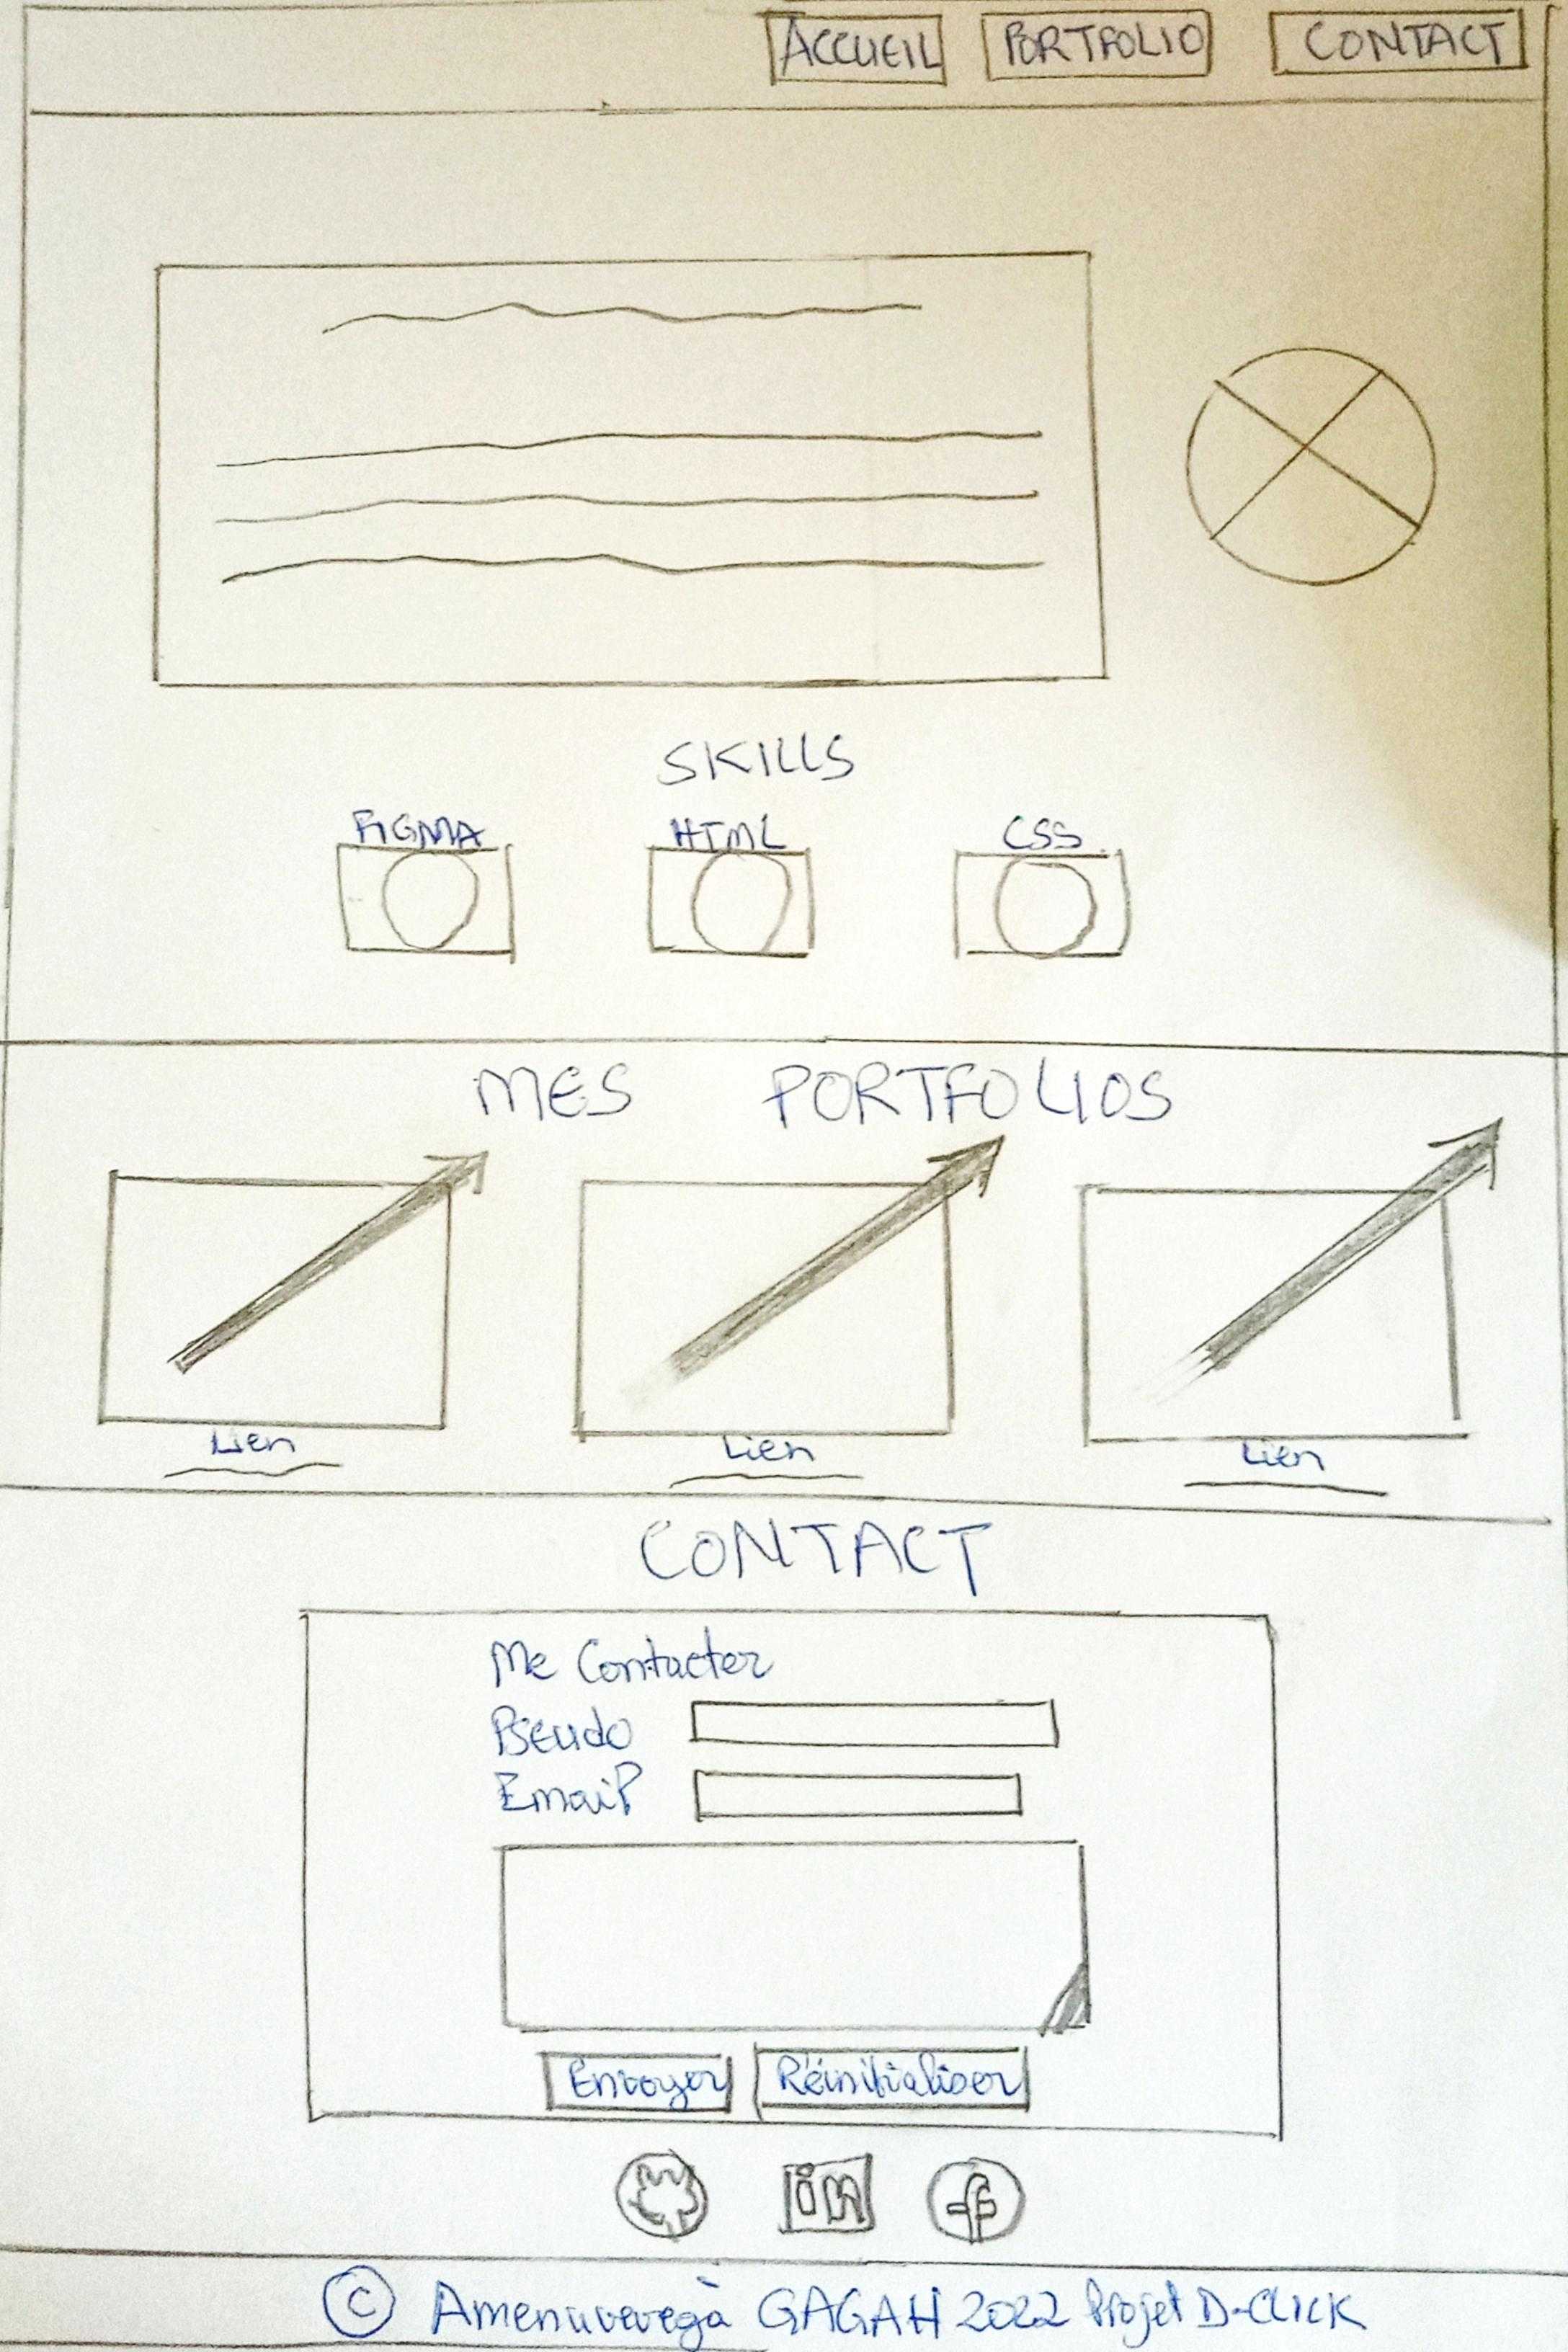 ACCUEIL PORTFOLIO CONTACT
SKILLS
FIGMA HTML CSS
MES PORTFOLIOS
Lien Lien Lien
CONTACT
Me Contacter
Pseudo
Email
Envoyer Réinitialiser
in f
© Amenuvevegà GAGAH 2022 Projet D-CLICK